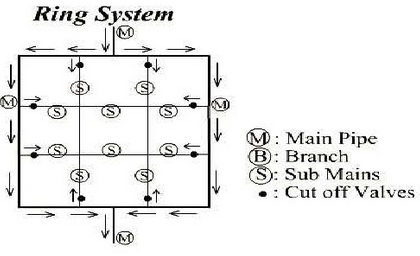 Ring System
M
S S
M M
S S S
S S S
S S
M
M : Main Pipe
B : Branch
S : Sub Mains
• : Cut off Valves